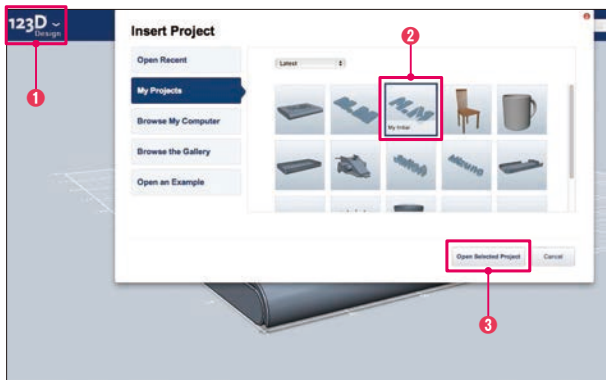 123D
Design
1
Insert Project
Open Recent
My Projects
Browse My Computer
Browse the Gallery
Open an Example
Latest
2
My Initial
Open Selected Project
Cancel
3